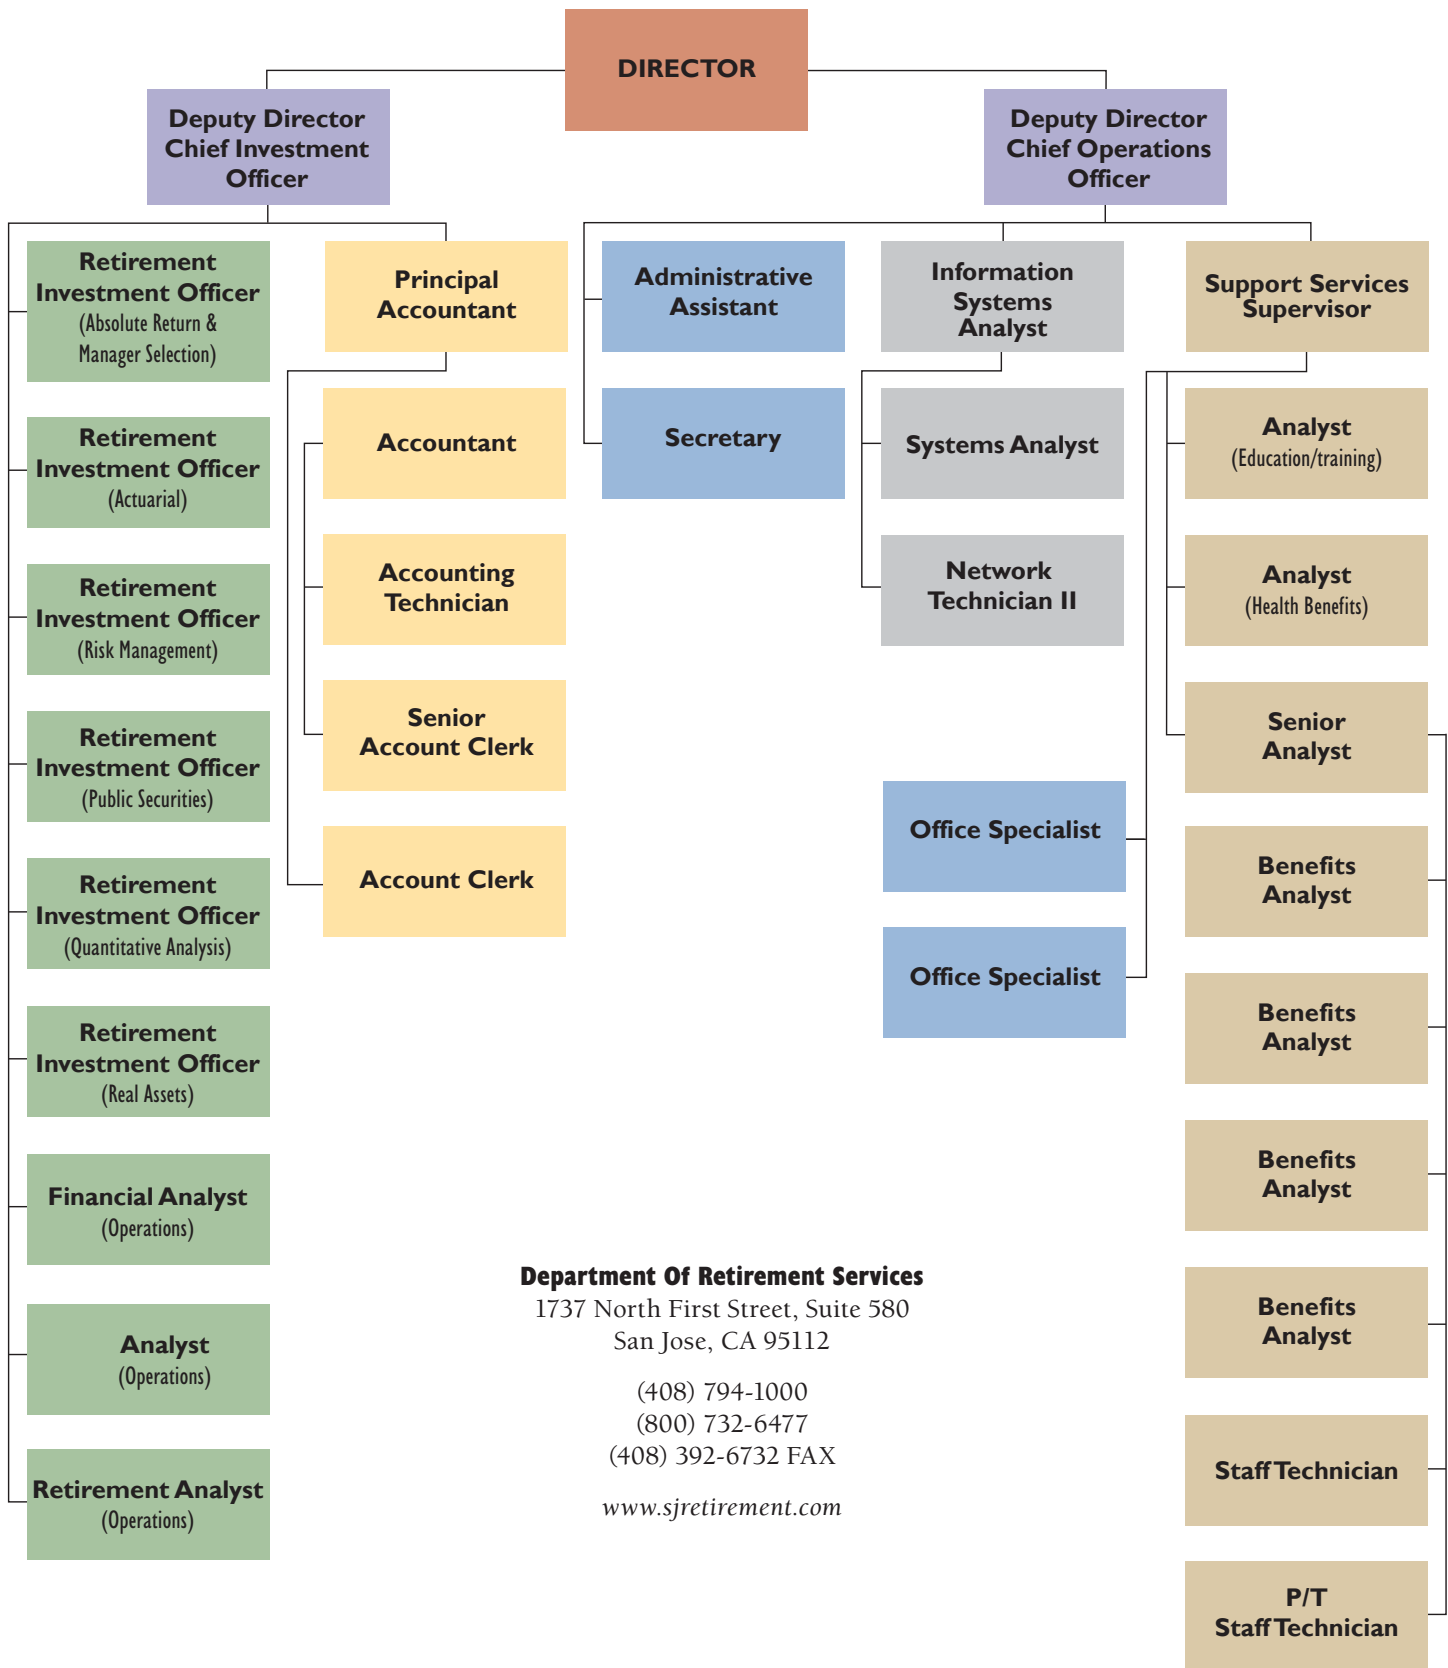 DIRECTOR
Deputy Director
Chief Investment
Officer
Deputy Director
Chief Operations
Officer
Retirement
Investment Officer
(Absolute Return &
Manager Selection)
Retirement
Investment Officer
(Actuarial)
Retirement
Investment Officer
(Risk Management)
Retirement
Investment Officer
(Public Securities)
Retirement
Investment Officer
(Quantitative Analysis)
Retirement
Investment Officer
(Real Assets)
Financial Analyst
(Operations)
Analyst
(Operations)
Retirement Analyst
(Operations)
Principal
Accountant
Accountant
Accounting
Technician
Senior
Account Clerk
Account Clerk
Administrative
Assistant
Secretary
Information
Systems
Analyst
Systems Analyst
Network
Technician II
Office Specialist
Office Specialist
Support Services
Supervisor
Analyst
(Education/training)
Analyst
(Health Benefits)
Senior
Analyst
Benefits
Analyst
Benefits
Analyst
Benefits
Analyst
Benefits
Analyst
Staff Technician
P/T
Staff Technician
Department Of Retirement Services
1737 North First Street, Suite 580
San Jose, CA 95112
(408) 794-1000
(800) 732-6477
(408) 392-6732 FAX
www.sjretirement.com